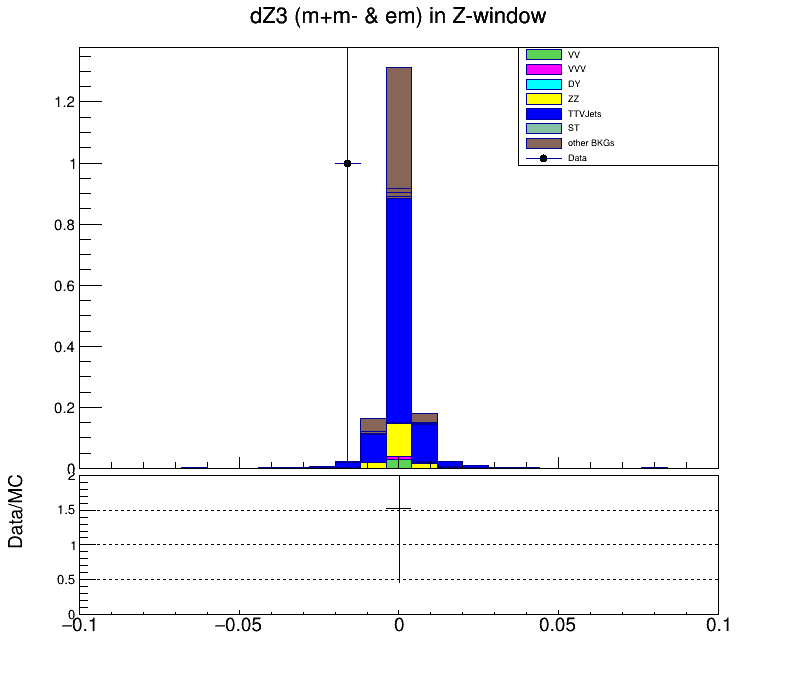 dZ3 (m+m- & em) in Z-window
VV
VVV
DY
ZZ
TTVJets
ST
other BKGs
Data
1.2
1
0.8
0.6
0.4
0.2
0
Data/MC
2
1.5
1
0.5
0
−0.1
−0.05
0
0.05
0.1